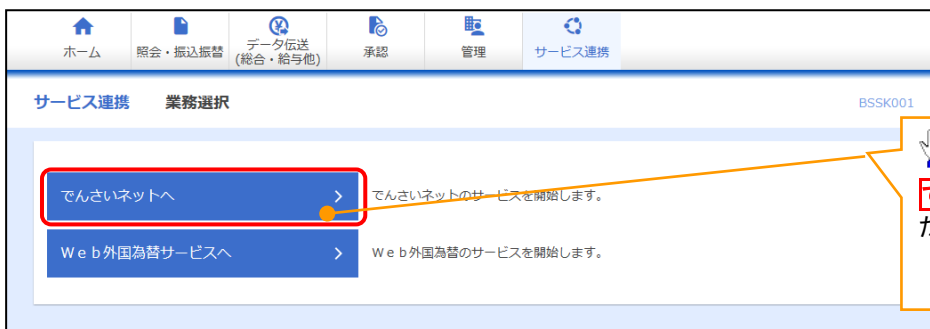 ホーム
照会・振込振替
データ伝送
(総合・給与他)
承認
管理
サービス連携
サービス連携 業務選択
BSSK001
でんさいネットへ
でんさいネットのサービスを開始します。
Ｗｅｂ外国為替サービスへ
Ｗｅｂ外国為替のサービスを開始します。